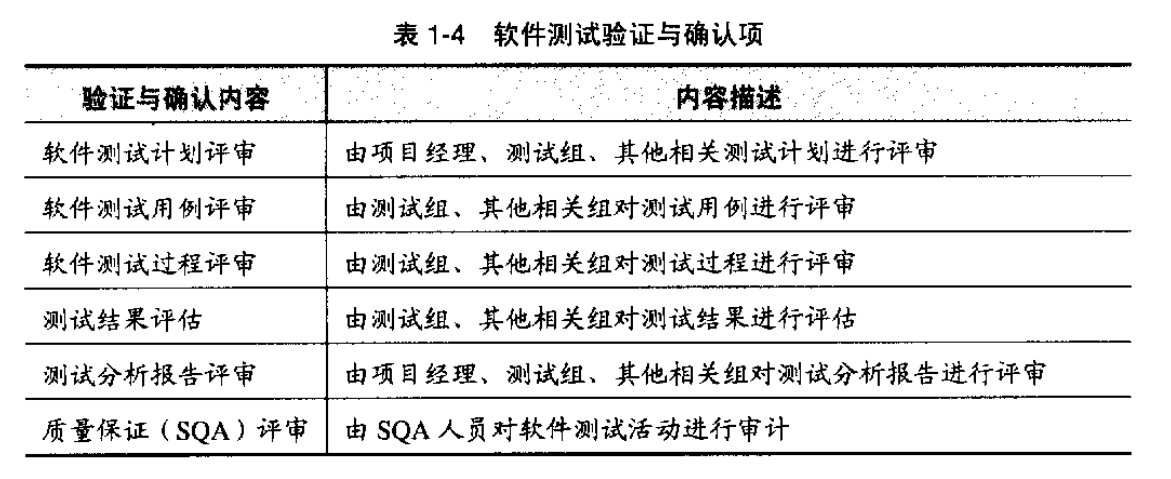 表 1-4 软件测试验证与确认项
验证与确认内容 内容描述
软件测试计划评审 由项目经理、测试组、其他相关测试计划进行评审
软件测试用例评审 由测试组、其他相关组对测试用例进行评审
软件测试过程评审 由测试组、其他相关组对测试过程进行评审
测试结果评估 由测试组、其他相关组对测试结果进行评估
测试分析报告评审 由项目经理、测试组、其他相关组对测试分析报告进行评审
质量保证（SQA）评审 由 SQA 人员对软件测试活动进行审计